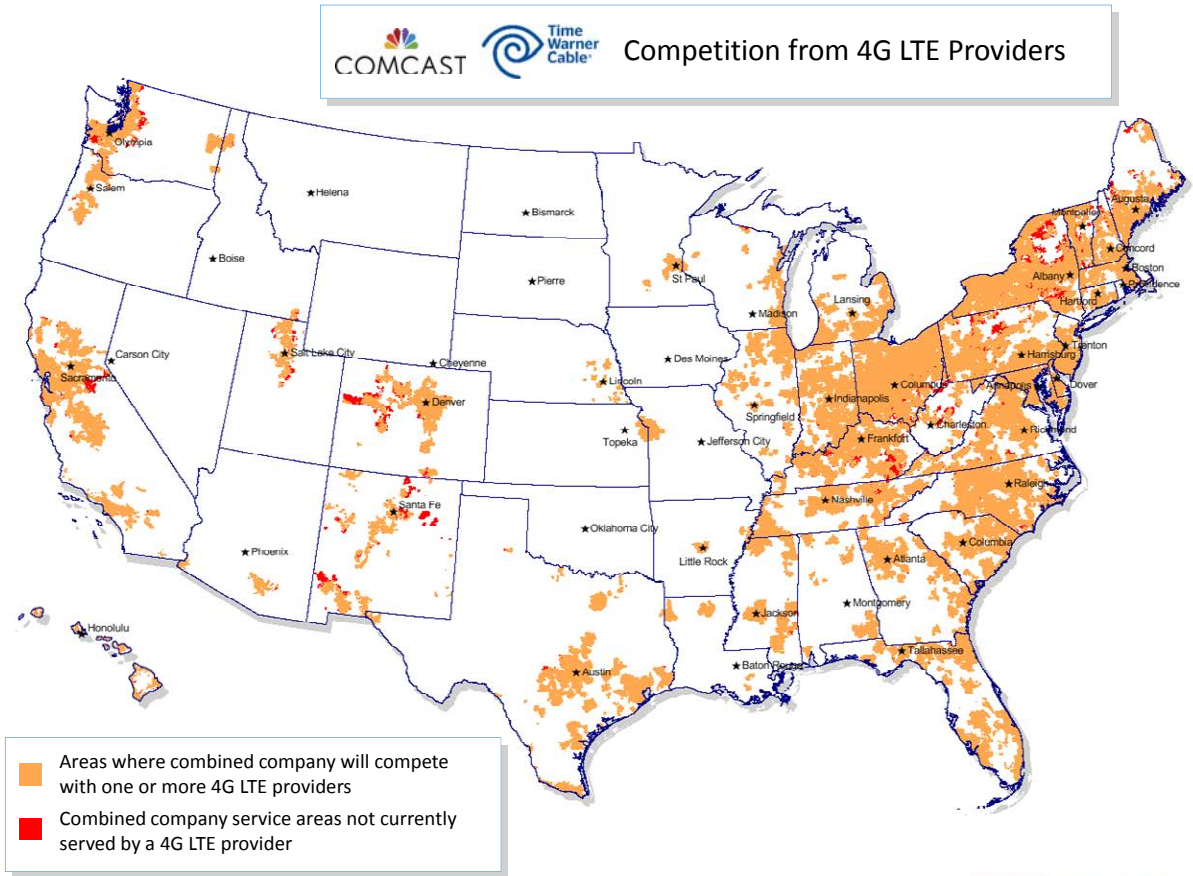 COMCAST
Time
Warner
Cable
Competition from 4G LTE Providers
Olympia
Salem
Helena
Bismarck
Boise
Pierre
St Paul
Augusta
Montpelier
Concord
Albany
Boston
Providence
Hartford
Lansing
Madison
Carson City
Sacramento
Salt Lake City
Cheyenne
Denver
Des Moines
Lincoln
Trenton
Harrisburg
Columbus
Annapolis
Dover
Indianapolis
Springfield
Topeka
Jefferson City
Charleston
Frankfort
Richmond
Raleigh
Nashville
Santa Fe
Oklahoma City
Phoenix
Little Rock
Columbia
Atlanta
Montgomery
Jackson
Honolulu
Tallahassee
Baton Rouge
Austin
Areas where combined company will compete
with one or more 4G LTE providers
Combined company service areas not currently
served by a 4G LTE provider